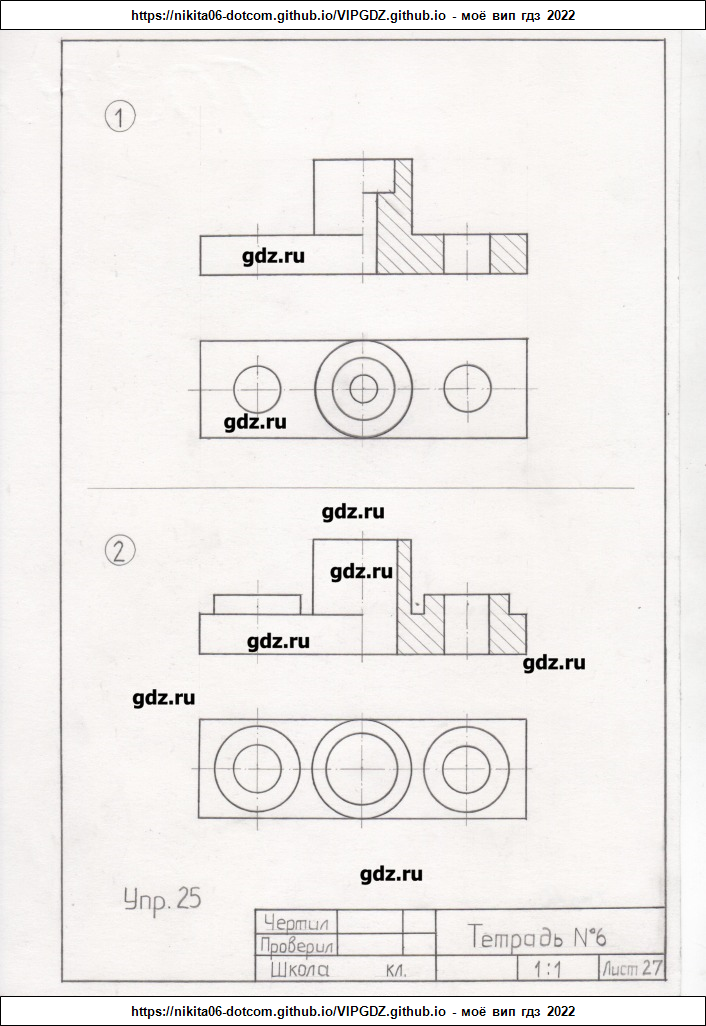 https://nikita06-dotcom.github.io/VIPGDZ.github.io - моё вип гдз 2022
1
gdz.ru
gdz.ru
gdz.ru
2
gdz.ru
gdz.ru
gdz.ru
gdz.ru
gdz.ru
Упр. 25
Чертил
Проверил
Тетрадь №6
Школа кл.
1:1
Лист 27
https://nikita06-dotcom.github.io/VIPGDZ.github.io - моё вип гдз 2022